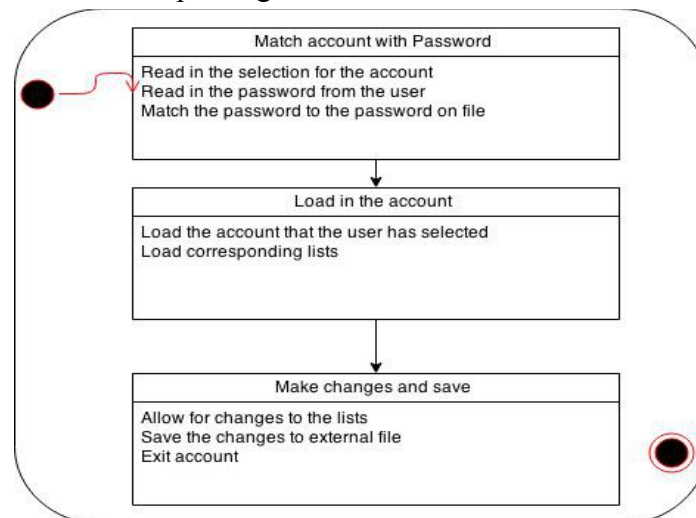 Match account with Password
Read in the selection for the account
Read in the password from the user
Match the password to the password on file
Load in the account
Load the account that the user has selected
Load corresponding lists
Make changes and save
Allow for changes to the lists
Save the changes to external file
Exit account